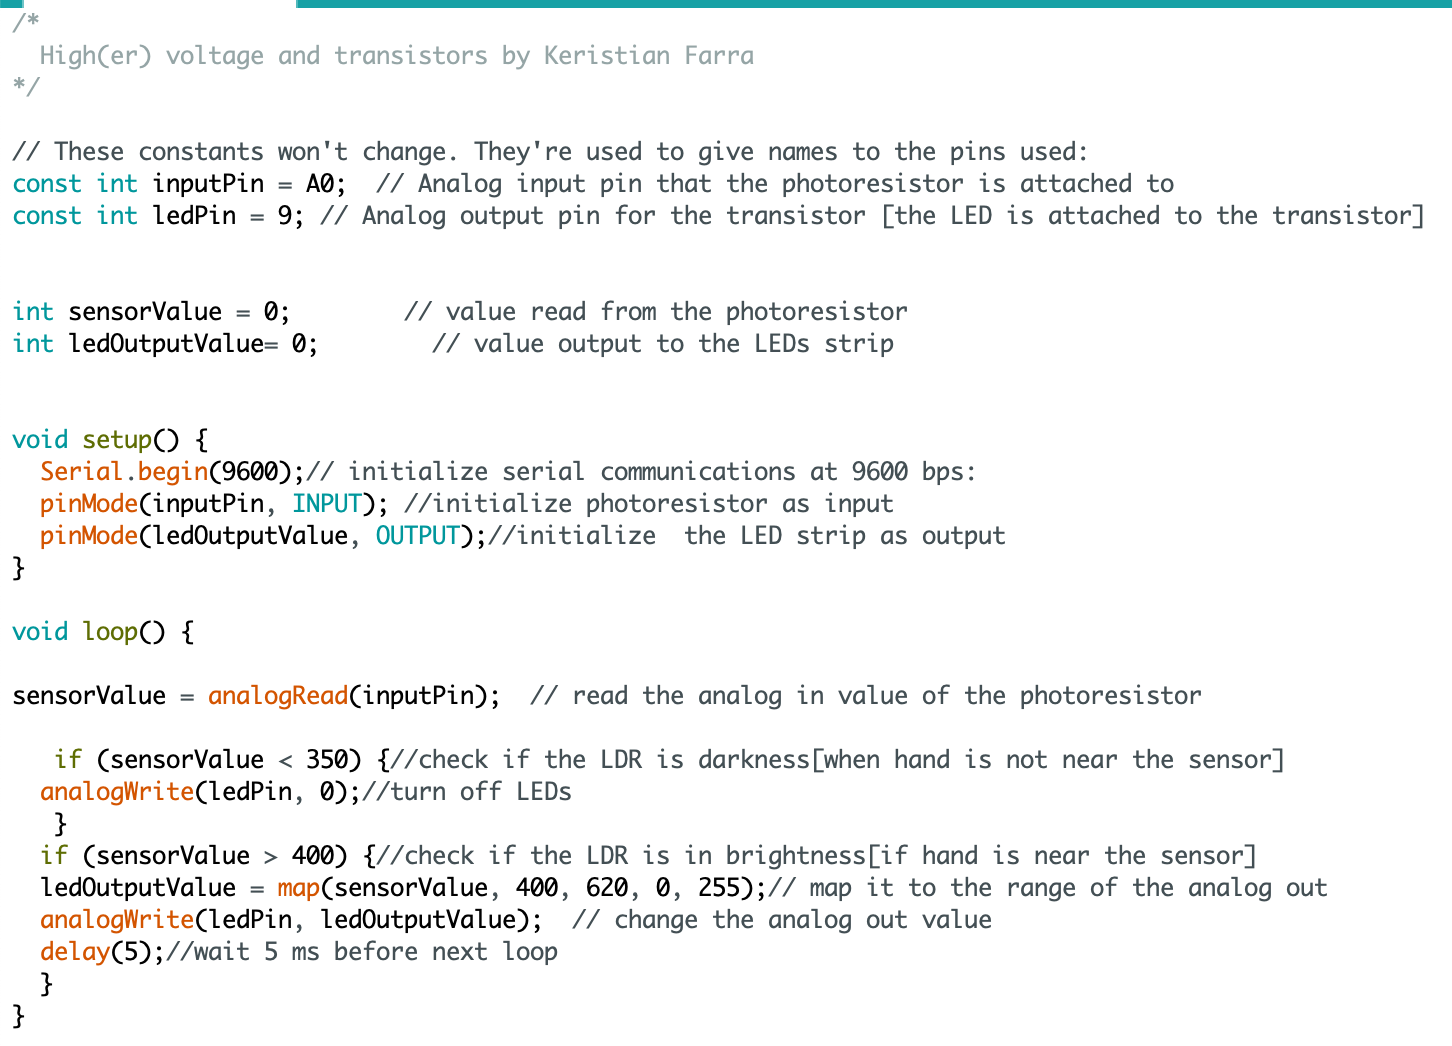 /*
  High(er) voltage and transistors by Keristian Farra
*/
// These constants won't change. They're used to give names to the pins used:
const int inputPin = A0;  // Analog input pin that the photoresistor is attached to
const int ledPin = 9; // Analog output pin for the transistor [the LED is attached to the transistor]
int sensorValue = 0;        // value read from the photoresistor
int ledOutputValue= 0;        // value output to the LEDs strip
void setup() {
  Serial.begin(9600);// initialize serial communications at 9600 bps:
  pinMode(inputPin, INPUT); //initialize photoresistor as input
  pinMode(ledOutputValue, OUTPUT);//initialize  the LED strip as output
}
void loop() {
sensorValue = analogRead(inputPin);  // read the analog in value of the photoresistor
   if (sensorValue < 350) {//check if the LDR is darkness[when hand is not near the sensor]
  analogWrite(ledPin, 0);//turn off LEDs
   }
  if (sensorValue > 400) {//check if the LDR is in brightness[if hand is near the sensor]
  ledOutputValue = map(sensorValue, 400, 620, 0, 255);// map it to the range of the analog out
  analogWrite(ledPin, ledOutputValue);  // change the analog out value
  delay(5);//wait 5 ms before next loop
  }
}